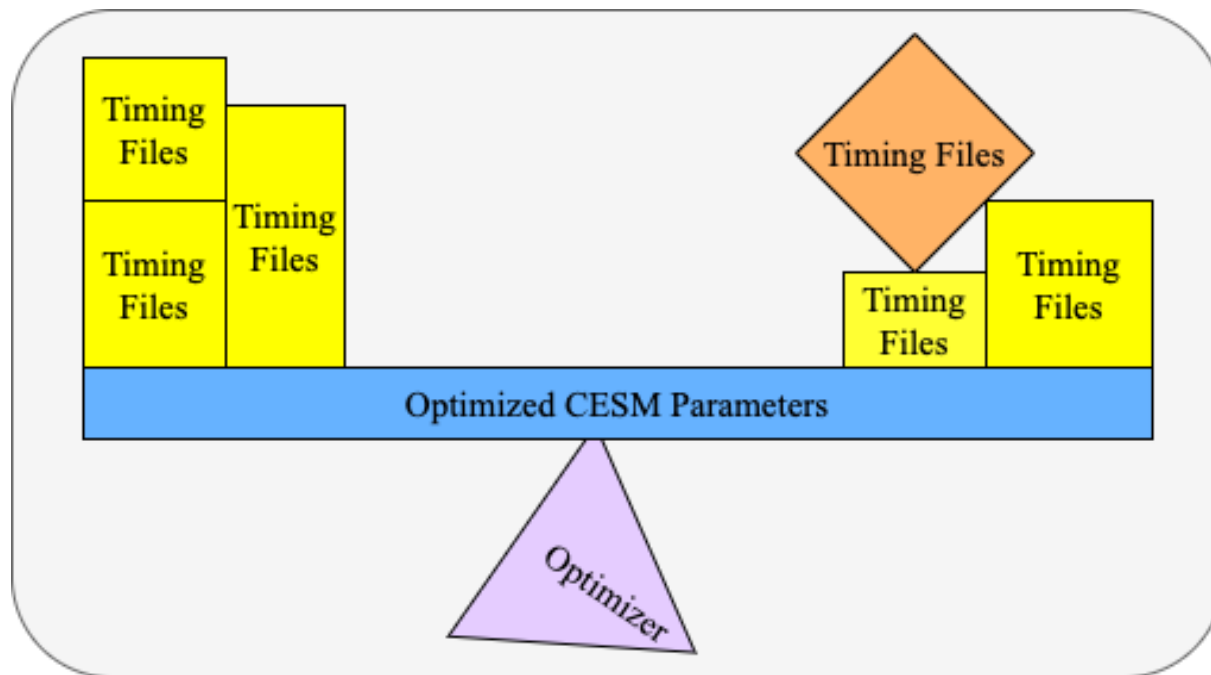 Timing
Files
Timing
Files
Timing
Files
Timing Files
Timing
Files
Timing
Files
Optimized CESM Parameters
Optimizer